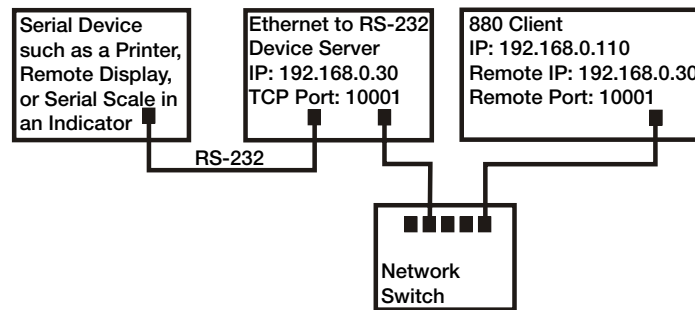 Serial Device
such as a Printer,
Remote Display,
or Serial Scale in
an Indicator
Ethernet to RS-232
Device Server
IP: 192.168.0.30
TCP Port: 10001
880 Client
IP: 192.168.0.110
Remote IP: 192.168.0.30
Remote Port: 10001
RS-232
Network
Switch